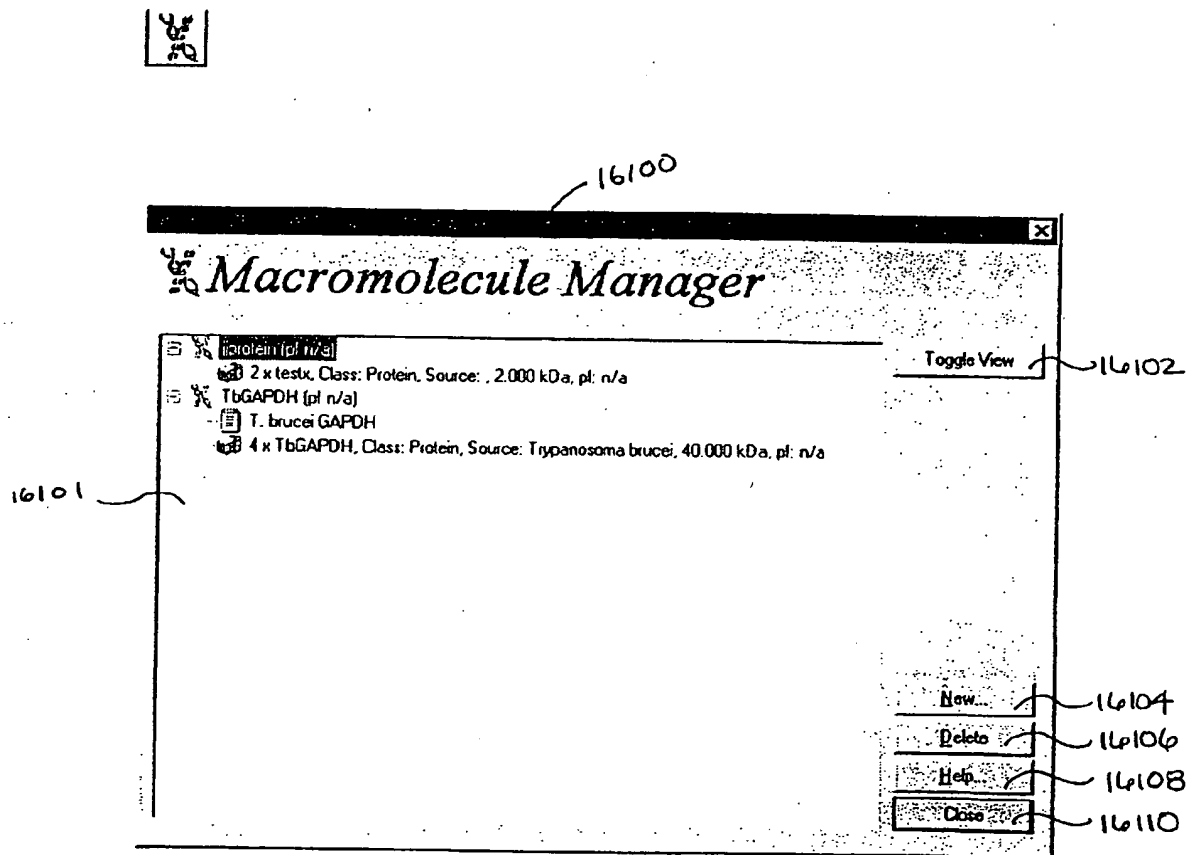 16100
Macromolecule Manager
(pI n/a)
2 x testx, Class: Protein, Source: , 2.000 kDa, pI: n/a
Toggle View
16102
TbGAPDH (pI n/a)
T. brucei GAPDH
4 x TbGAPDH, Class: Protein, Source: Trypanosoma brucei, 40.000 kDa, pI: n/a
16101
New...
16104
Delete
16106
Help...
16108
Close
16110